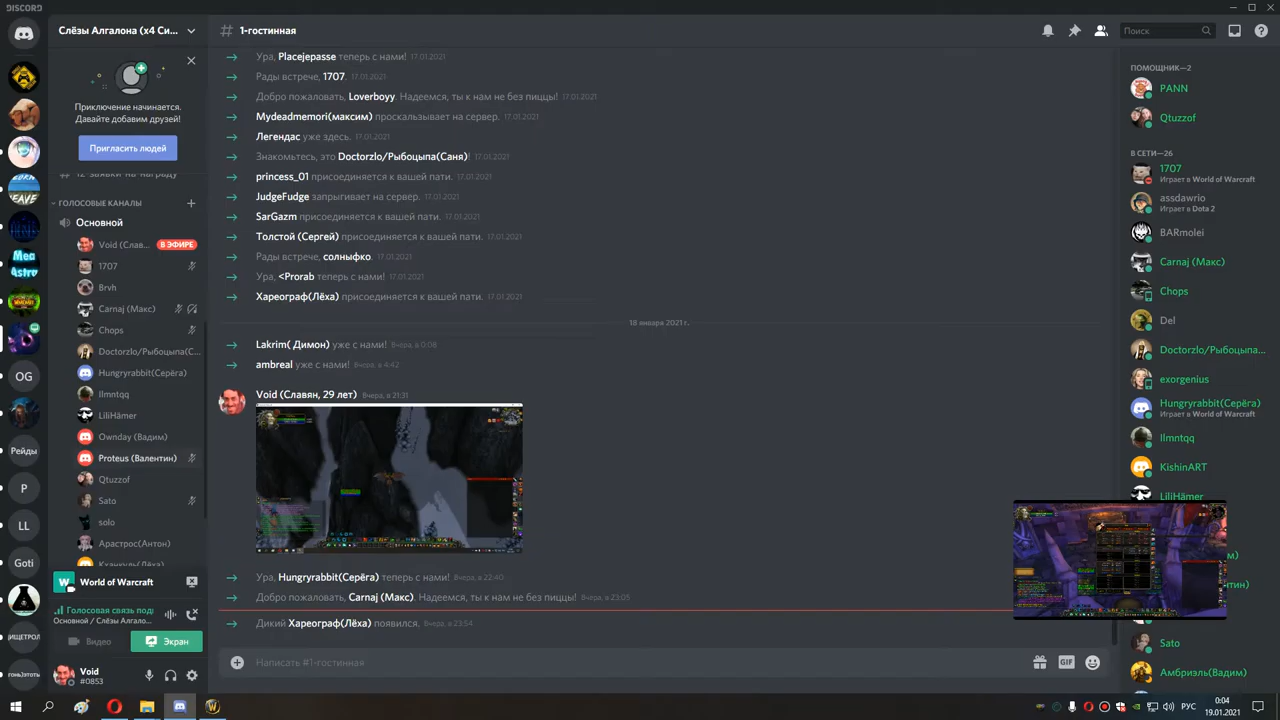 DISCORD
Слёзы Алгалона (x4 Си...
Приключение начинается.
Давайте добавим друзей!
Пригласить людей
12-заявки-на-награду
ГОЛОСОВЫЕ КАНАЛЫ
Основной
Void (Слав...
В ЭФИРЕ
1707
Brvh
Carnaj (Макс)
Chops
Doctorzlo/Рыбоцыпа(С...
Hungryrabbit(Серёга)
Ilmntqq
LiliHämer
Ownday (Вадим)
Proteus (Валентин)
Qtuzzof
Sato
solo
Арастрос(Антон)
OG
Рейды
P
LL
Goti
World of Warcraft
Голосовая связь под
Основной / Слёзы Алгало...
Видео
Экран
Void
#0853
# 1-гостинная
Поиск
Ура, Placejepasse теперь с нами! 17.01.2021
Рады встрече, 1707. 17.01.2021
Добро пожаловать, Loverboyy. Надеемся, ты к нам не без пиццы! 17.01.2021
Mydeadmemori(максим) проскальзывает на сервер. 17.01.2021
Легендас уже здесь. 17.01.2021
Знакомьтесь, это Doctorzlo/Рыбоцыпа(Саня)! 17.01.2021
princess_01 присоединяется к вашей пати. 17.01.2021
JudgeFudge запрыгивает на сервер. 17.01.2021
SarGazm присоединяется к вашей пати. 17.01.2021
Толстой (Сергей) присоединяется к вашей пати. 17.01.2021
Рады встрече, солныфко. 17.01.2021
Ура, <Prorab теперь с нами! 17.01.2021
Хареограф(Лёха) присоединяется к вашей пати. 17.01.2021
18 января 2021 г.
Lakrim( Димон) уже с нами! Вчера, в 0:08
ambreal уже с нами! Вчера, в 4:42
Void (Славян, 29 лет) Вчера, в 21:31
Ура, Hungryrabbit(Серёга) теперь с нами! Вчера, в 22:40
Добро пожаловать, Carnaj (Макс). Надеемся, ты к нам не без пиццы! Вчера, в 23:05
Дикий Хареограф(Лёха) появился. Вчера, в 23:54
Написать #1-гостинная
GIF
ПОМОЩНИК—2
PANN
Qtuzzof
В СЕТИ—26
1707
Играет в World of Warcraft
assdawrio
Играет в Dota 2
BARmolei
Carnaj (Макс)
Chops
Del
Doctorzlo/Рыбоцыпа...
exorgenius
Hungryrabbit(Серёга)
Играет в World of Warcraft
Ilmntqq
KishinART
LiliHämer
Sato
Амбриэль(Вадим)
РУС
0:04
19.01.2021